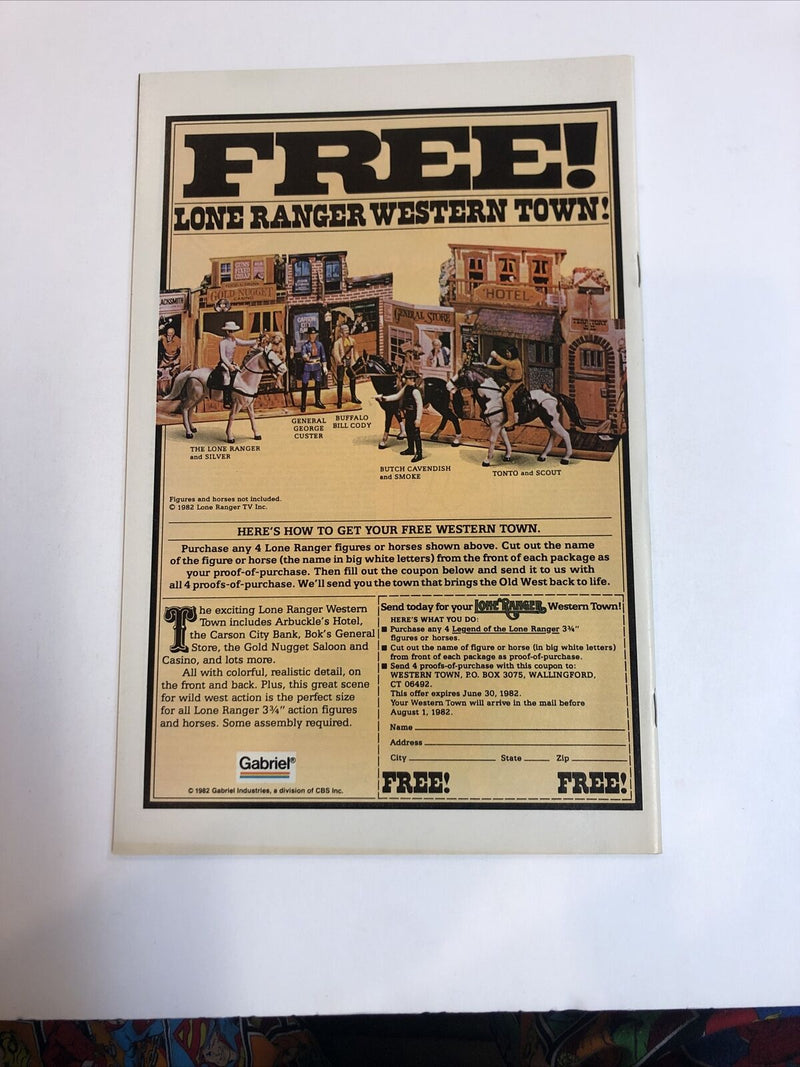 FREE!
LONE RANGER WESTERN TOWN!
GOLD NUGGET
HOTEL
GENERAL STORE
TERRITORY
THE LONE RANGER
and SILVER
GENERAL
GEORGE
CUSTER
BUFFALO
BILL CODY
BUTCH CAVENDISH
and SMOKE
TONTO and SCOUT
Figures and horses not included.
© 1982 Lone Ranger TV Inc.
HERE'S HOW TO GET YOUR FREE WESTERN TOWN.
Purchase any 4 Lone Ranger figures or horses shown above. Cut out the name
of the figure or horse (the name in big white letters) from the front of each package as
your proof-of-purchase. Then fill out the coupon below and send it to us with
all 4 proofs-of-purchase. We'll send you the town that brings the Old West back to life.
The exciting Lone Ranger Western
Town includes Arbuckle's Hotel,
the Carson City Bank, Bok's General
Store, the Gold Nugget Saloon and
Casino, and lots more.
All with colorful, realistic detail, on
the front and back. Plus, this great scene
for wild west action is the perfect size
for all Lone Ranger 3¾" action figures
and horses. Some assembly required.
Gabriel®
© 1982 Gabriel Industries, a division of CBS Inc.
Send today for your LONE RANGER Western Town!
HERE'S WHAT YOU DO:
■ Purchase any 4 Legend of the Lone Ranger 3¾"
figures or horses.
■ Cut out the name of figure or horse (in big white letters)
from front of each package as proof-of-purchase.
■ Send 4 proofs-of-purchase with this coupon to:
WESTERN TOWN, P.O. BOX 3075, WALLINGFORD,
CT 06492.
This offer expires June 30, 1982.
Your Western Town will arrive in the mail before
August 1, 1982.
Name
Address
City State Zip
FREE! FREE!